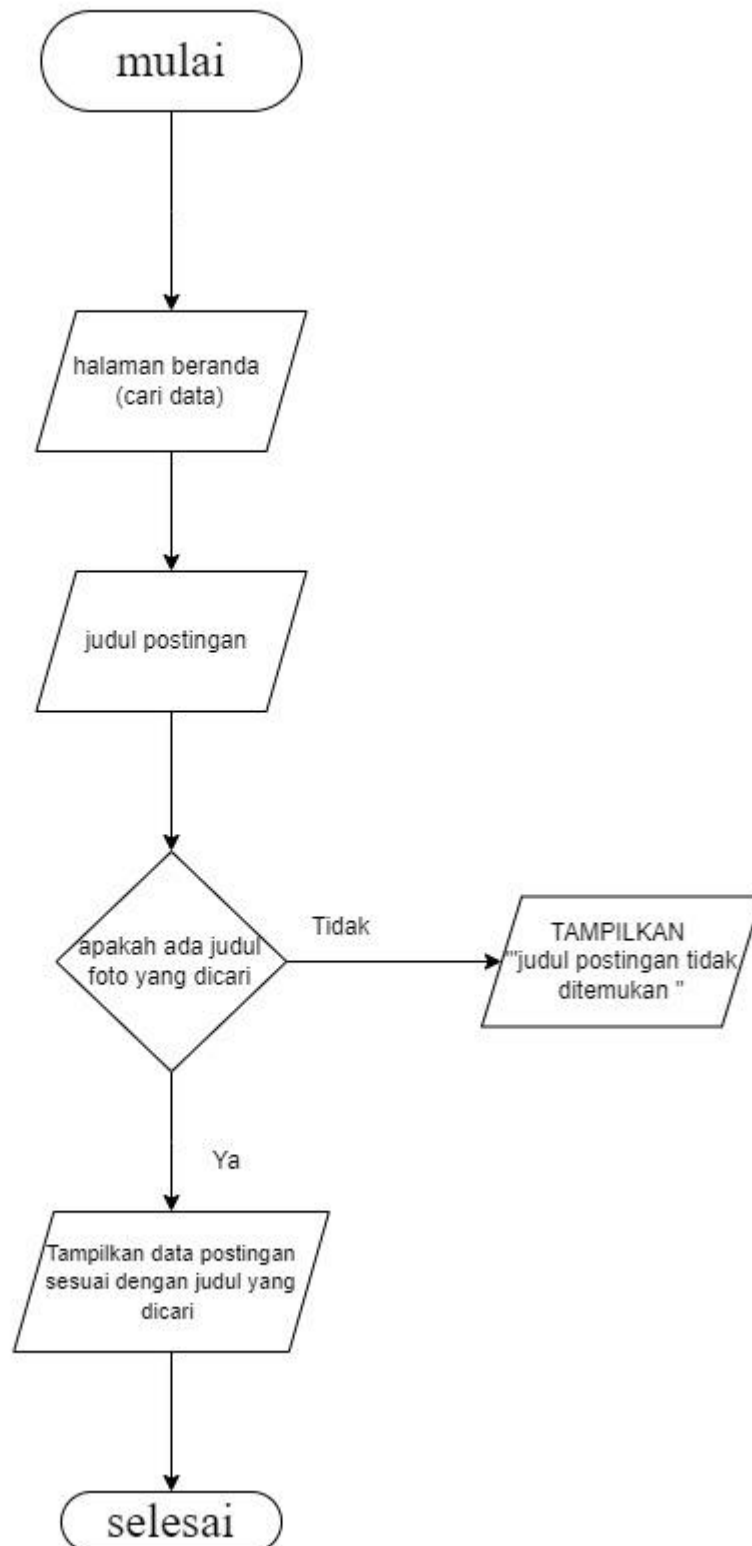 mulai
halaman beranda
(cari data)
judul postingan
apakah ada judul
foto yang dicari
Tidak
TAMPILKAN
"judul postingan tidak
ditemukan "
Ya
Tampilkan data postingan
sesuai dengan judul yang
dicari
selesai